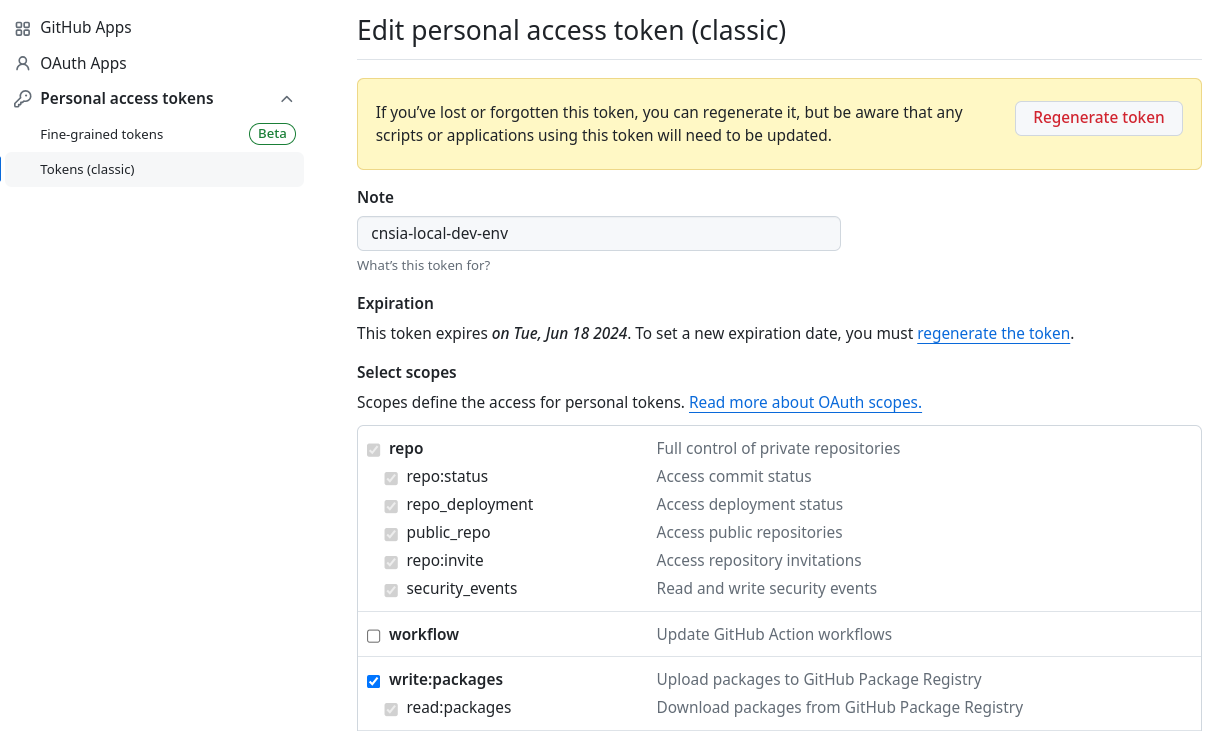 GitHub Apps
OAuth Apps
Personal access tokens
Fine-grained tokens Beta
Tokens (classic)
Edit personal access token (classic)
If you've lost or forgotten this token, you can regenerate it, but be aware that any
scripts or applications using this token will need to be updated.
Regenerate token
Note
cnsia-local-dev-env
What's this token for?
Expiration
This token expires on Tue, Jun 18 2024. To set a new expiration date, you must regenerate the token.
Select scopes
Scopes define the access for personal tokens. Read more about OAuth scopes.
repo Full control of private repositories
repo:status Access commit status
repo_deployment Access deployment status
public_repo Access public repositories
repo:invite Access repository invitations
security_events Read and write security events
workflow Update GitHub Action workflows
write:packages Upload packages to GitHub Package Registry
read:packages Download packages from GitHub Package Registry